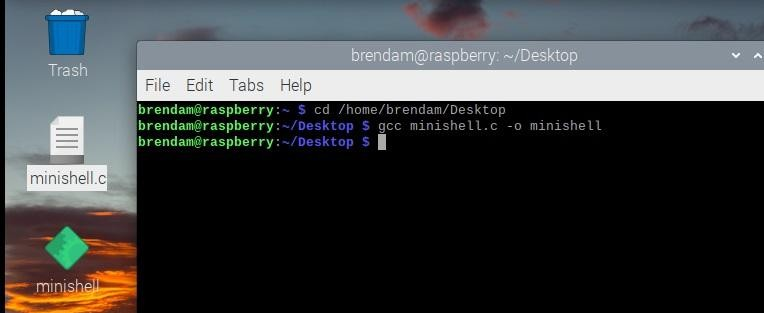 Trash
minishell.c
minishell
brendam@raspberry: ~/Desktop
File Edit Tabs Help
brendam@raspberry:~ $ cd /home/brendam/Desktop
brendam@raspberry:~/Desktop $ gcc minishell.c -o minishell
brendam@raspberry:~/Desktop $